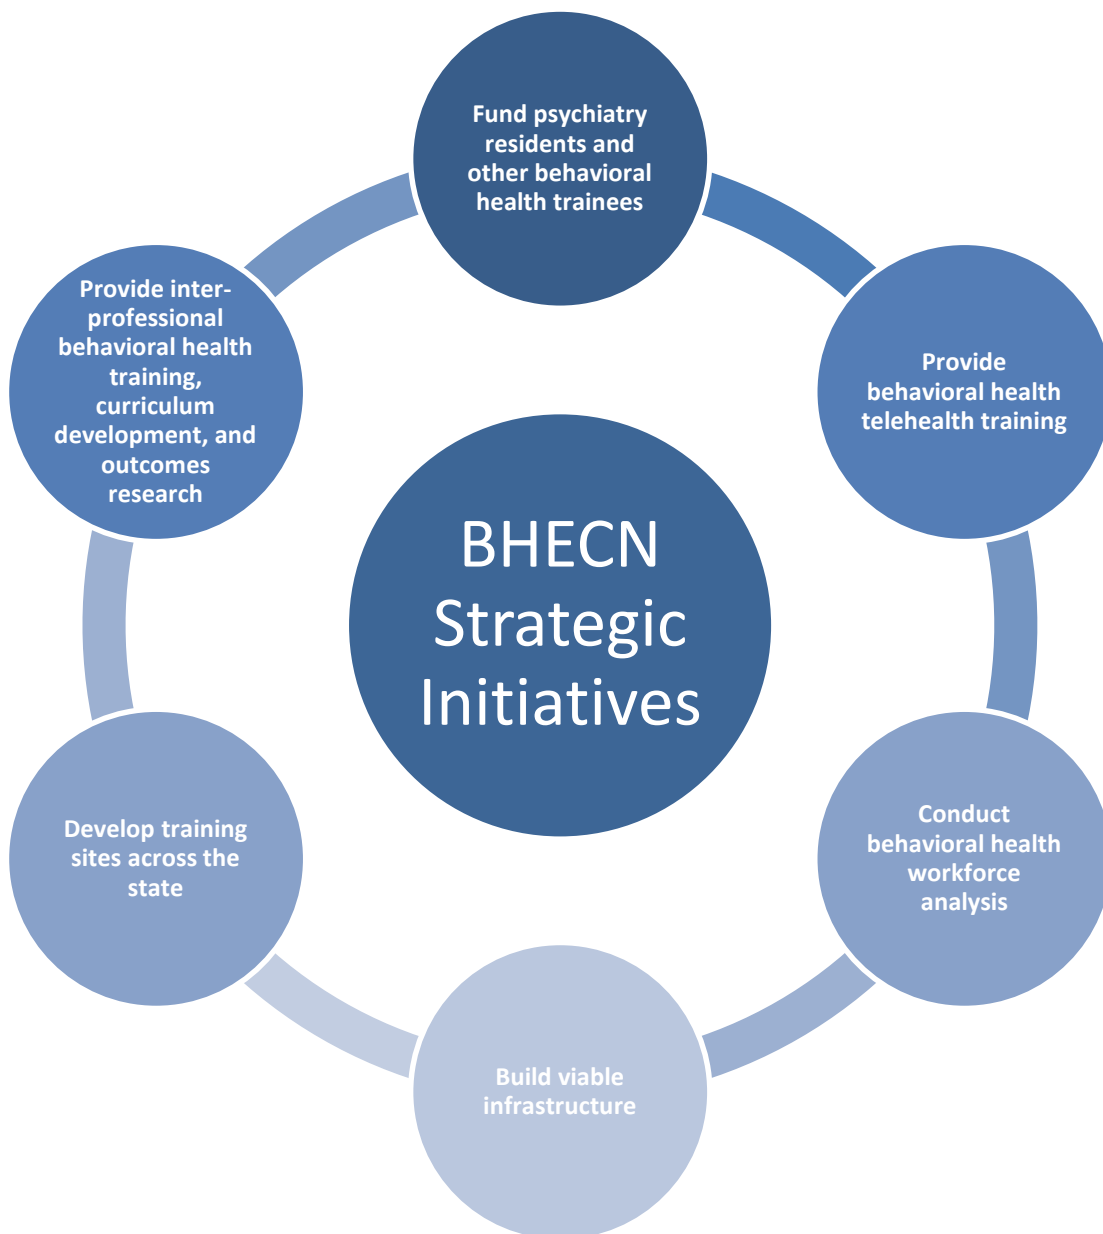 Fund psychiatry
residents and
other behavioral
health trainees
Provide
behavioral health
telehealth training
Conduct
behavioral health
workforce
analysis
Build viable
infrastructure
Develop training
sites across the
state
Provide inter-
professional
behavioral health
training,
curriculum
development, and
outcomes
research
BHECN
Strategic
Initiatives